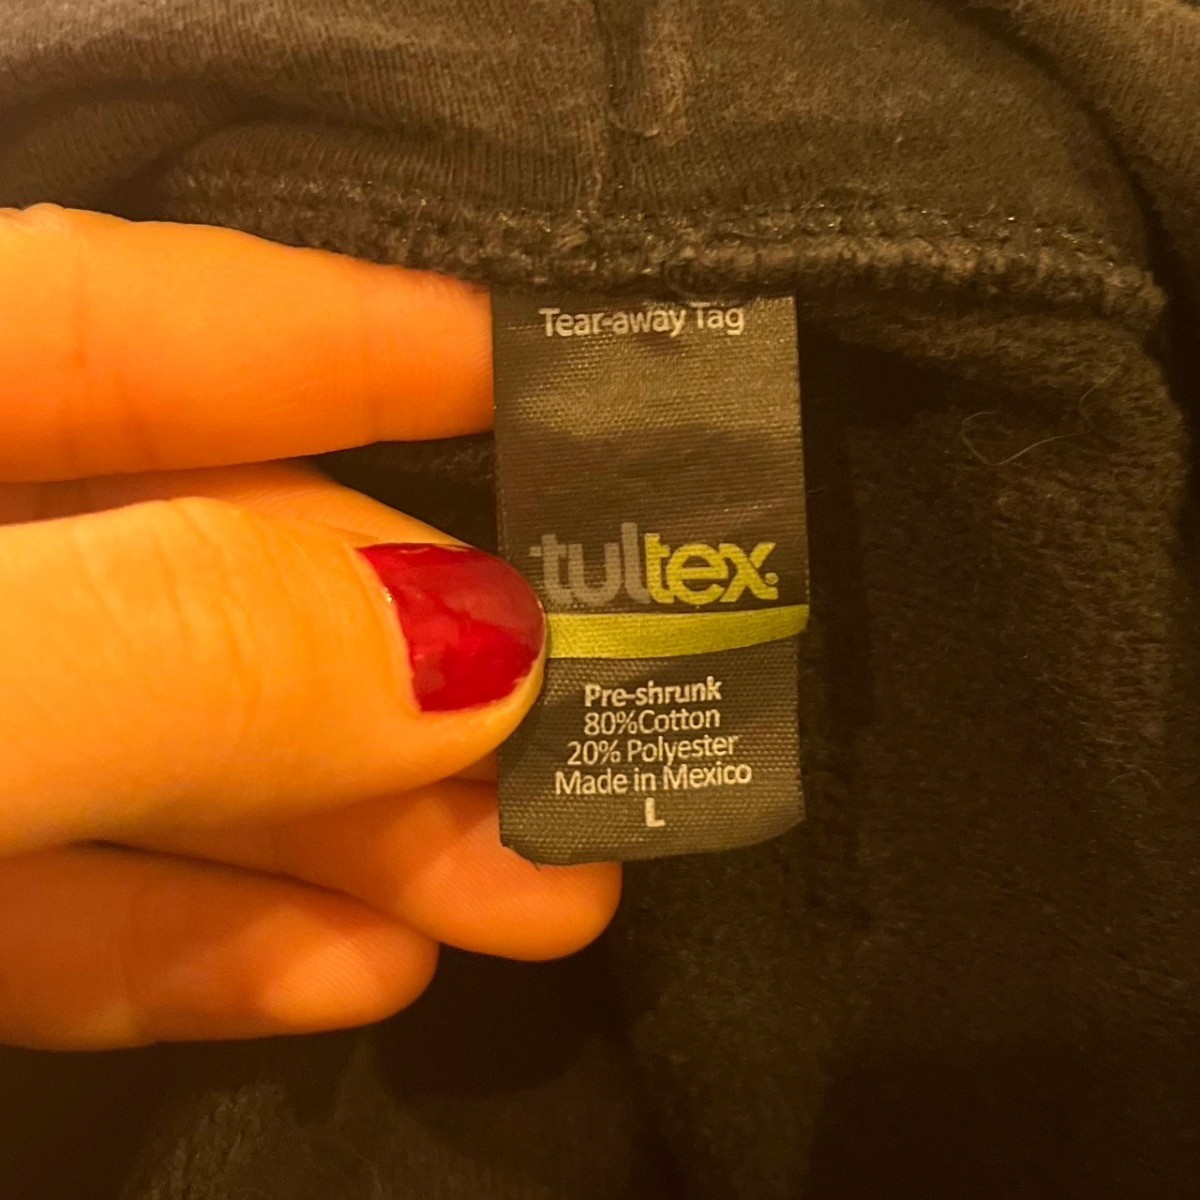 Tear-away Tag
tultex
Pre-shrunk
80%Cotton
20% Polyester
Made in Mexico
L